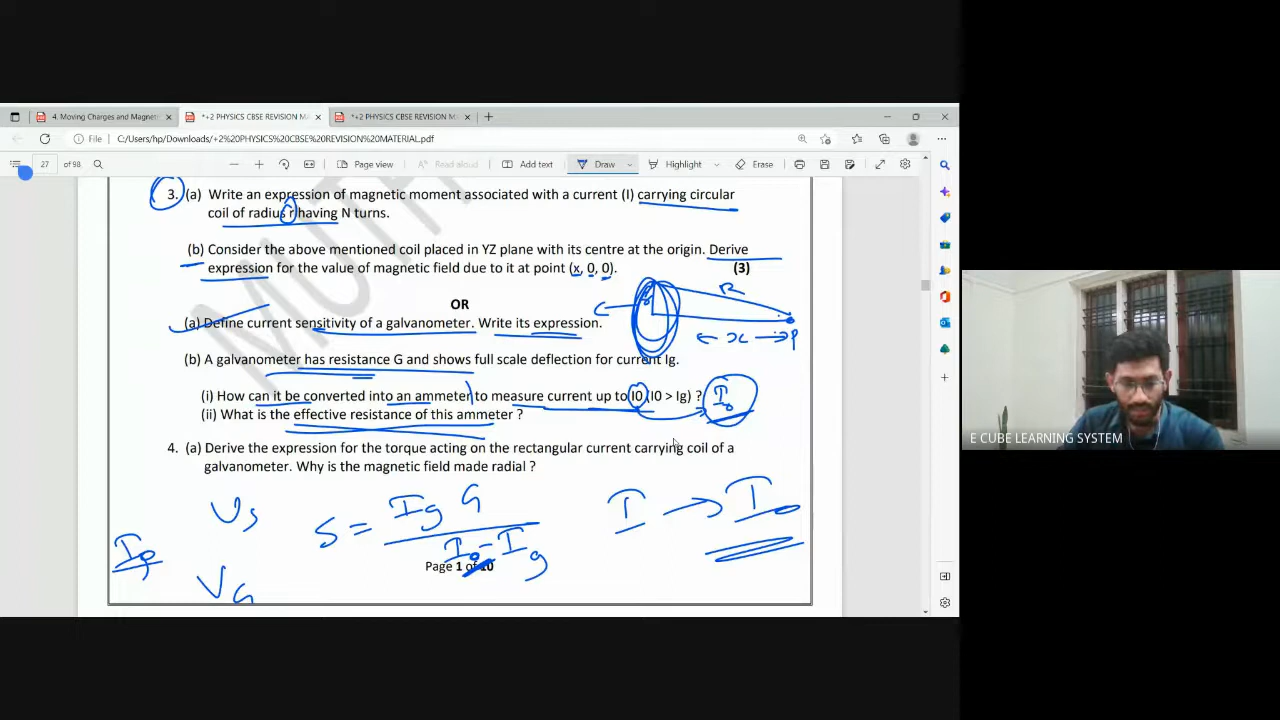 4. Moving Charges and Magnet
*+2 PHYSICS CBSE REVISION M
*+2 PHYSICS CBSE REVISION M
File
C:/Users/hp/Downloads/+2%20PHYSICS%20CBSE%20REVISION%20MATERIAL.pdf
27 of 98
Page view
Read aloud
Add text
Draw
Highlight
Erase
3. (a) Write an expression of magnetic moment associated with a current (I) carrying circular
coil of radius r having N turns.
(b) Consider the above mentioned coil placed in YZ plane with its centre at the origin. Derive
expression for the value of magnetic field due to it at point (x, 0, 0).
(3)
R
OR
(a) Define current sensitivity of a galvanometer. Write its expression.
x P
(b) A galvanometer has resistance G and shows full scale deflection for current Ig.
(i) How can it be converted into an ammeter to measure current up to I0 (I0 > Ig) ?
I₀
(ii) What is the effective resistance of this ammeter ?
4. (a) Derive the expression for the torque acting on the rectangular current carrying coil of a
galvanometer. Why is the magnetic field made radial ?
Vs S = Ig G / I₀ - Ig I → I₀
Ig
Page 1 of 10
VG
MUTH
E CUBE LEARNING SYSTEM